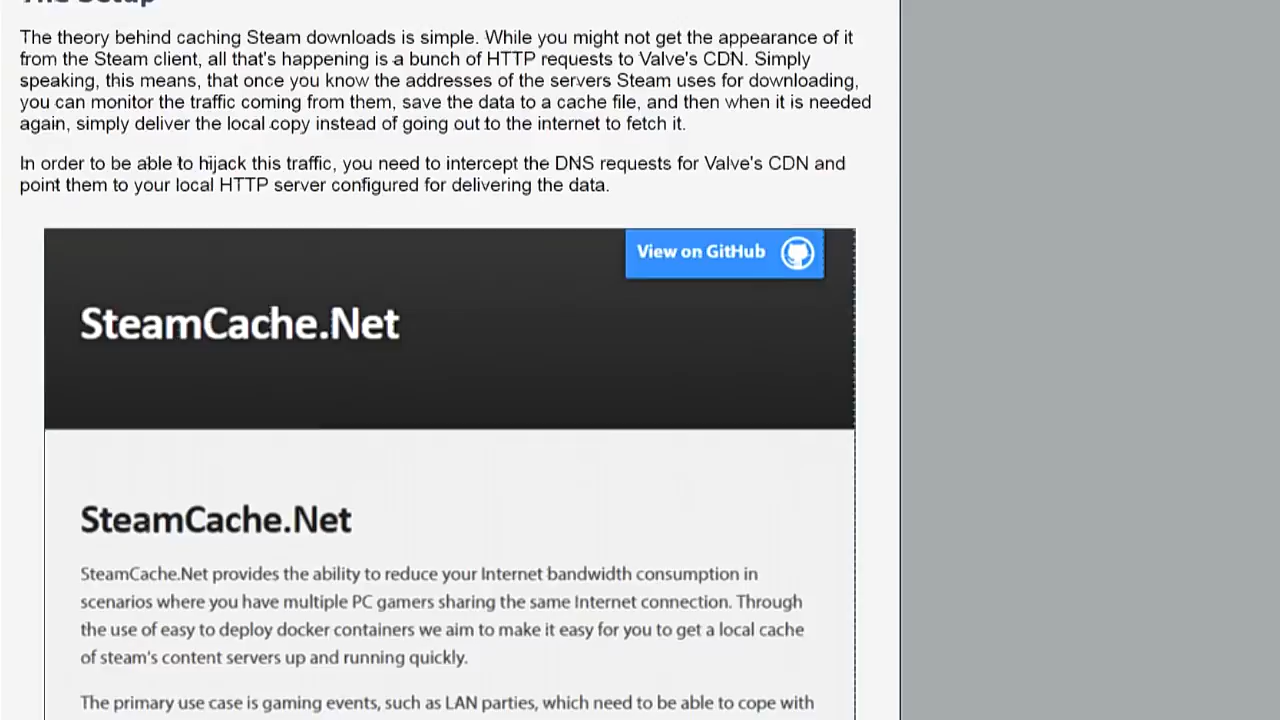 The Setup
The theory behind caching Steam downloads is simple. While you might not get the appearance of it
from the Steam client, all that's happening is a bunch of HTTP requests to Valve's CDN. Simply
speaking, this means, that once you know the addresses of the servers Steam uses for downloading,
you can monitor the traffic coming from them, save the data to a cache file, and then when it is needed
again, simply deliver the local copy instead of going out to the internet to fetch it.
In order to be able to hijack this traffic, you need to intercept the DNS requests for Valve's CDN and
point them to your local HTTP server configured for delivering the data.
View on GitHub
SteamCache.Net
SteamCache.Net
SteamCache.Net provides the ability to reduce your Internet bandwidth consumption in
scenarios where you have multiple PC gamers sharing the same Internet connection. Through
the use of easy to deploy docker containers we aim to make it easy for you to get a local cache
of steam's content servers up and running quickly.
The primary use case is gaming events, such as LAN parties, which need to be able to cope with